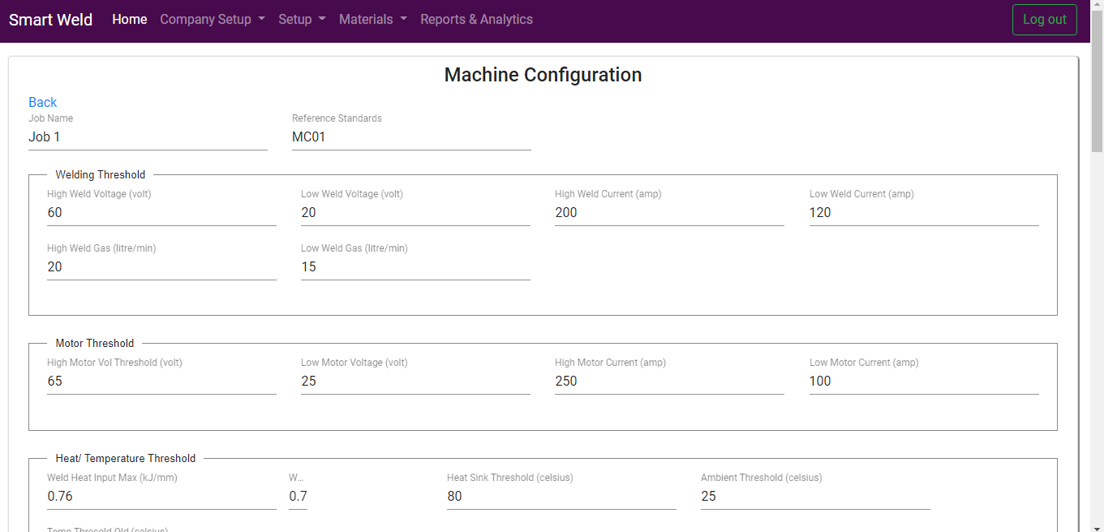 Smart Weld Home Company Setup Setup Materials Reports & Analytics Log out
Machine Configuration
Back
Job Name Reference Standards
Job 1 MC01
Welding Threshold
High Weld Voltage (volt) Low Weld Voltage (volt) High Weld Current (amp) Low Weld Current (amp)
60 20 200 120
High Weld Gas (litre/min) Low Weld Gas (litre/min)
20 15
Motor Threshold
High Motor Vol Threshold (volt) Low Motor Voltage (volt) High Motor Current (amp) Low Motor Current (amp)
65 25 250 100
Heat/ Temperature Threshold
Weld Heat Input Max (kJ/mm) W... Heat Sink Threshold (celsius) Ambient Threshold (celsius)
0.76 0.7 80 25
Temp Thresold Old (celsius)